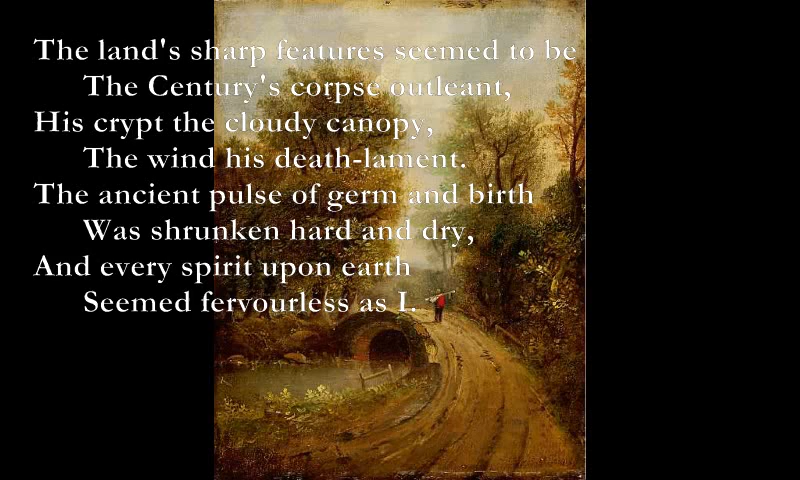 The land's sharp features seemed to be
The Century's corpse outleant,
His crypt the cloudy canopy,
The wind his death-lament.
The ancient pulse of germ and birth
Was shrunken hard and dry,
And every spirit upon earth
Seemed fervourless as I.